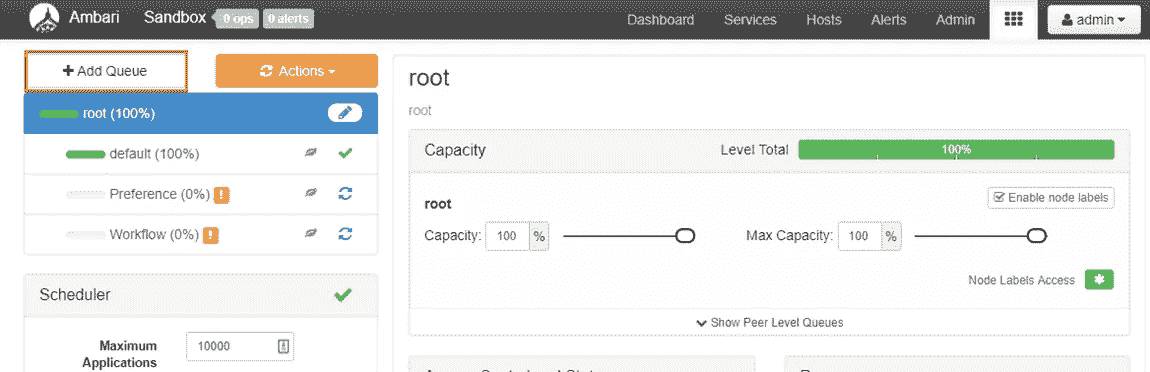 Ambari Sandbox 0 ops 0 alerts Dashboard Services Hosts Alerts Admin admin
Add Queue Actions
root (100%)
default (100%)
Preference (0%) !
Workflow (0%) !
Scheduler
Maximum Applications 10000
root
root
Capacity Level Total 100%
root Enable node labels
Capacity: 100 % Max Capacity: 100 %
Node Labels Access
Show Peer Level Queues